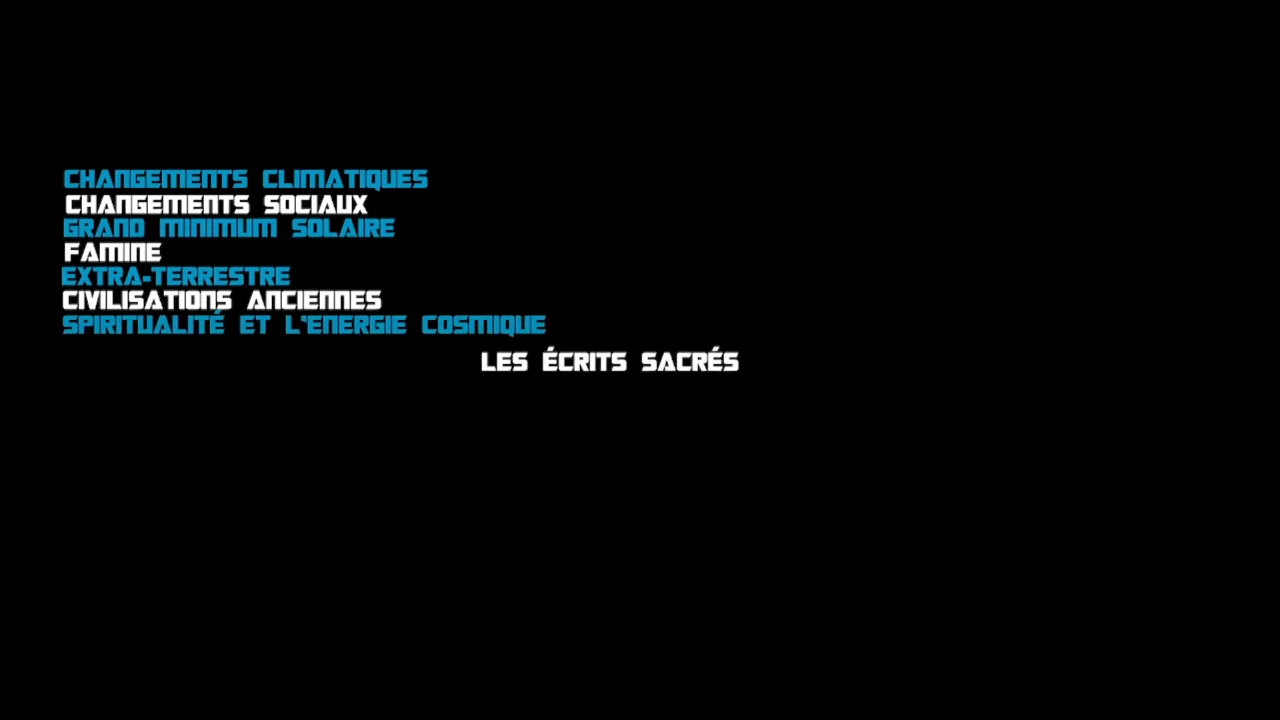 CHANGEMENTS CLIMATIQUES
CHANGEMENTS SOCIAUX
GRAND MINIMUM SOLAIRE
FAMINE
EXTRA-TERRESTRE
CIVILISATIONS ANCIENNES
SPIRITUALITÉ ET L'ENERGIE COSMIQUE
LES ÉCRITS SACRÉS